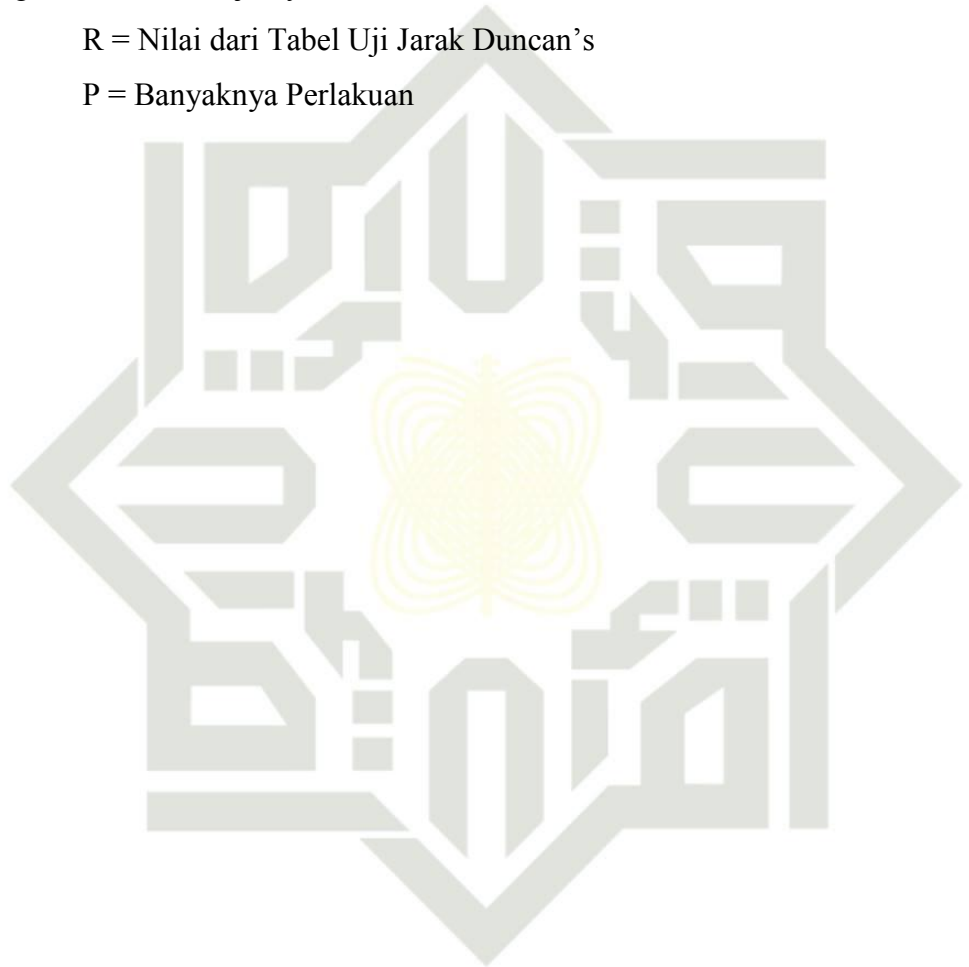 R = Nilai dari Tabel Uji Jarak Duncan’s
P = Banyaknya Perlakuan